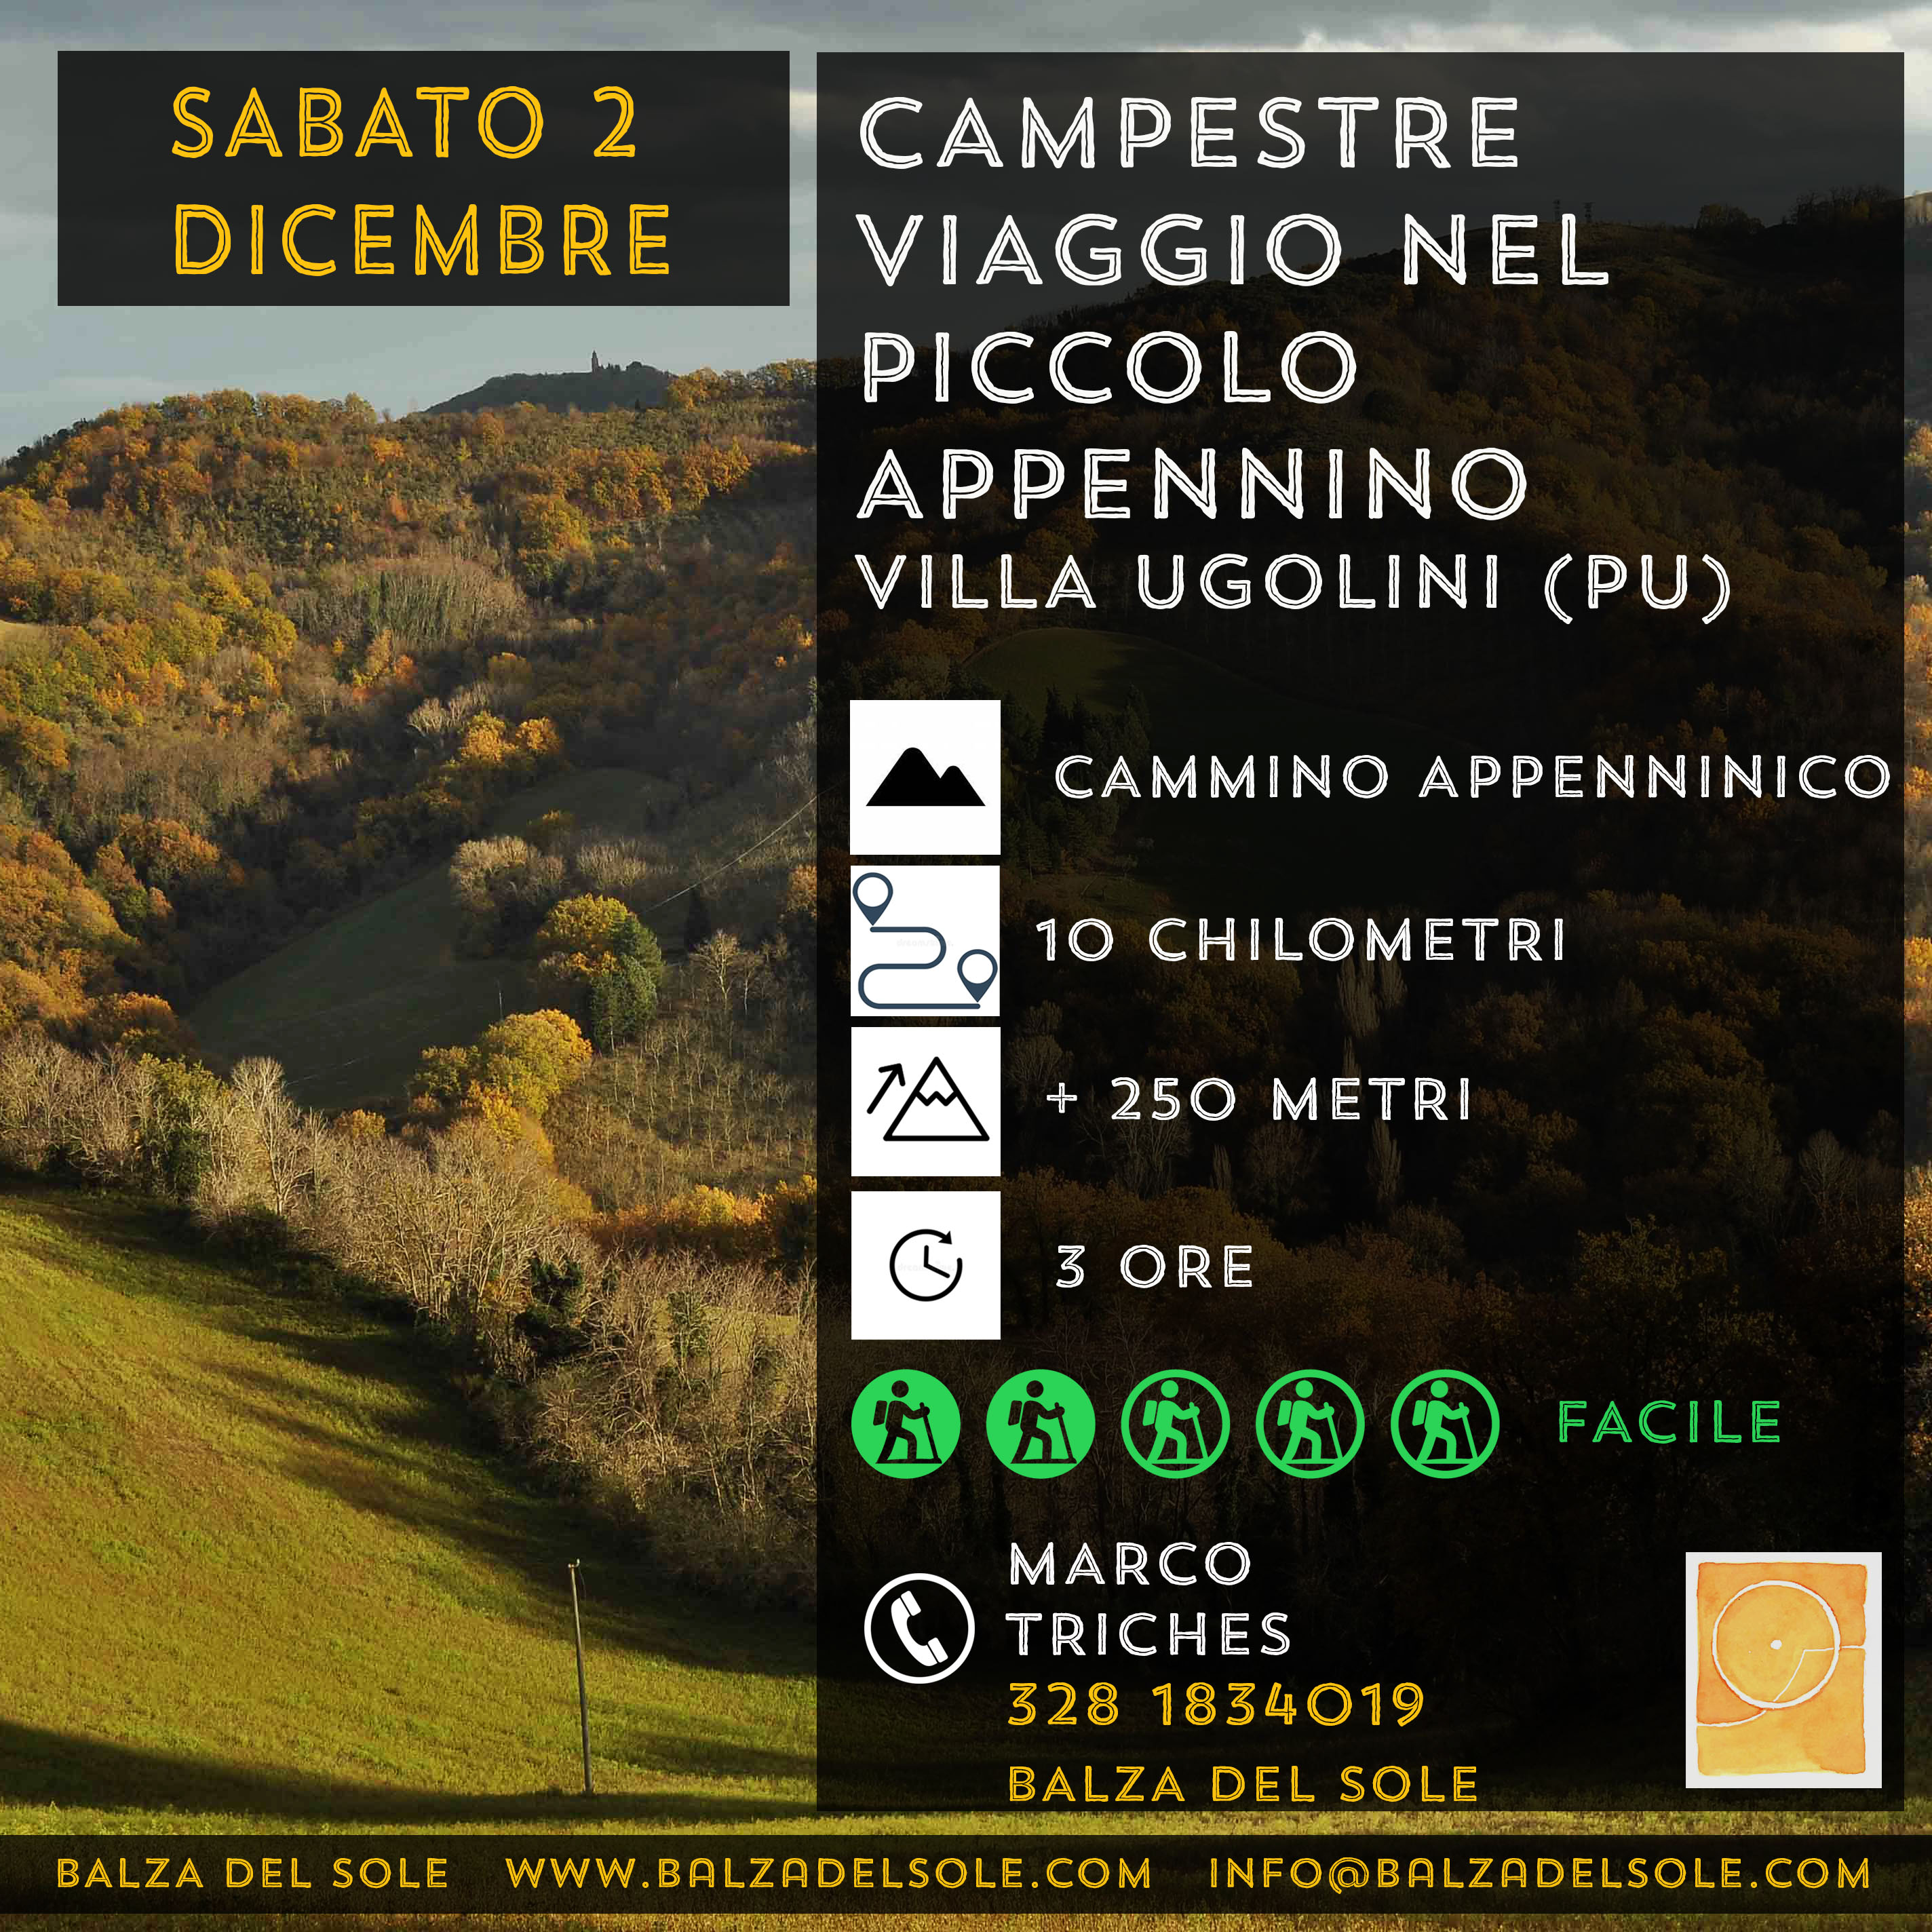 SABATO 2
DICEMBRE
CAMPESTRE
VIAGGIO NEL
PICCOLO
APPENNINO
VILLA UGOLINI (PU)
CAMMINO APPENNINICO
10 CHILOMETRI
+ 250 METRI
3 ORE
FACILE
MARCO
TRICHES
328 1834019
BALZA DEL SOLE
BALZA DEL SOLE WWW.BALZADELSOLE.COM INFO@BALZADELSOLE.COM